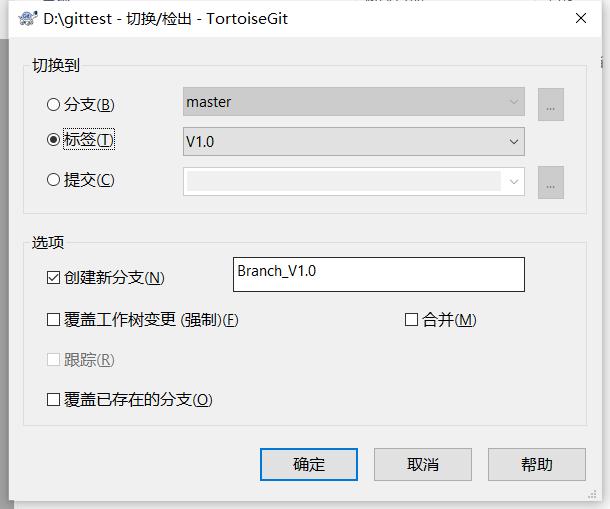 D:\gittest - 切换/检出 - TortoiseGit
切换到
分支(B) master ...
标签(T) V1.0
提交(C) ...
选项
创建新分支(N) Branch_V1.0
覆盖工作树变更 (强制)(F) 合并(M)
跟踪(R)
覆盖已存在的分支(O)
确定 取消 帮助